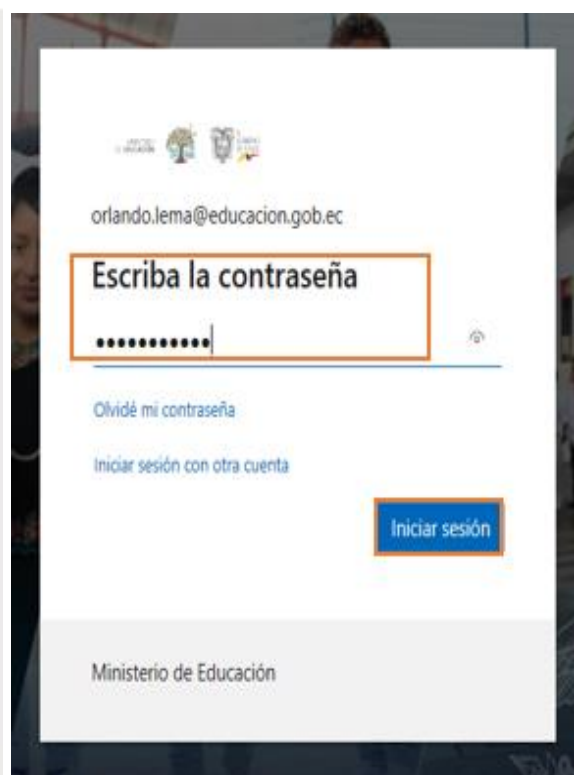 orlando.lema@educacion.gob.ec
Escriba la contraseña
•••••••••••
Olvidé mi contraseña
Iniciar sesión con otra cuenta
Iniciar sesión
Ministerio de Educación